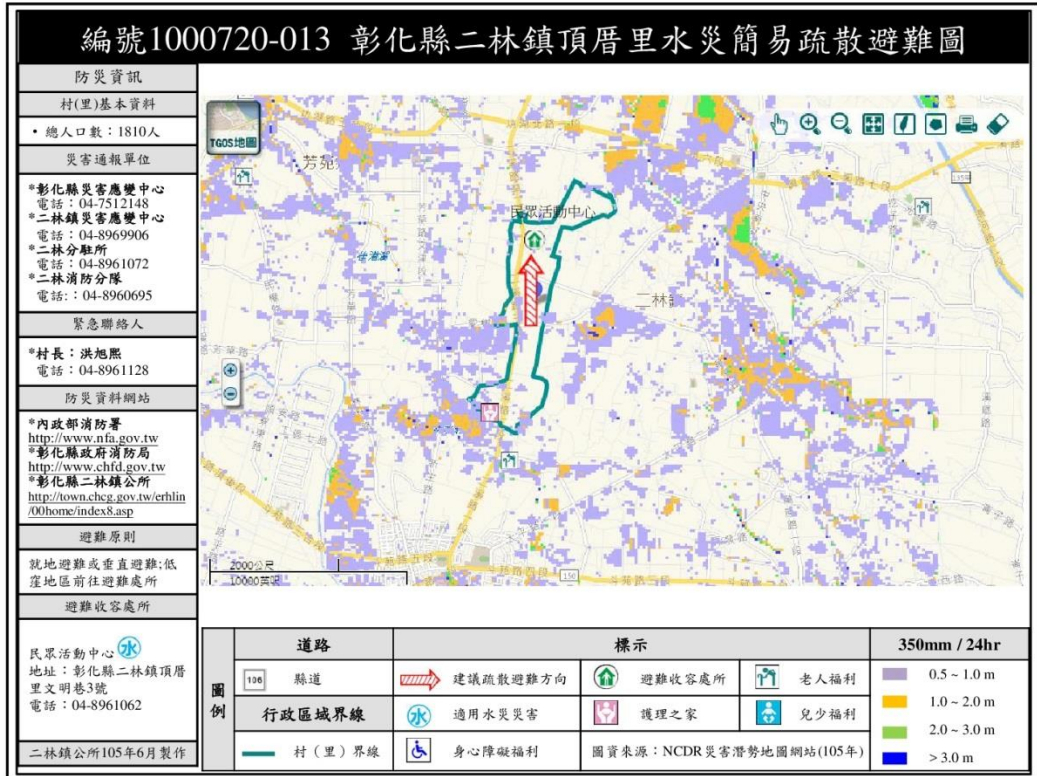 編號1000720-013 彰化縣二林鎮頂厝里水災簡易疏散避難圖
防災資訊
村(里)基本資料
• 總人口數：1810人
災害通報單位
*彰化縣災害應變中心
電話：04-7512148
*二林鎮災害應變中心
電話：04-8969906
*二林分駐所
電話：04-8961072
*二林消防分隊
電話:：04-8960695
緊急聯絡人
*村長：洪旭熙
電話：04-8961128
防災資料網站
*內政部消防署
http://www.nfa.gov.tw
*彰化縣政府消防局
http://www.chfd.gov.tw
*彰化縣二林鎮公所
http://town.chcg.gov.tw/erhlin
/00home/index8.asp
避難原則
就地避難或垂直避難;低
窪地區前往避難處所
避難收容處所
民眾活動中心 水
地址：彰化縣二林鎮頂厝
里文明巷3號
電話：04-8961062
二林鎮公所105年6月製作
TGOS地圖
芳苑
民眾活動中心
二林鎮
150
2000公尺
10000英呎
圖例
道路
標示
350mm / 24hr
106 縣道
建議疏散避難方向
避難收容處所
老人福利
行政區域界線
水 適用水災災害
護理之家
兒少福利
村（里）界線
身心障礙福利
圖資來源：NCDR災害潛勢地圖網站(105年)
0.5 ~ 1.0 m
1.0 ~ 2.0 m
2.0 ~ 3.0 m
> 3.0 m